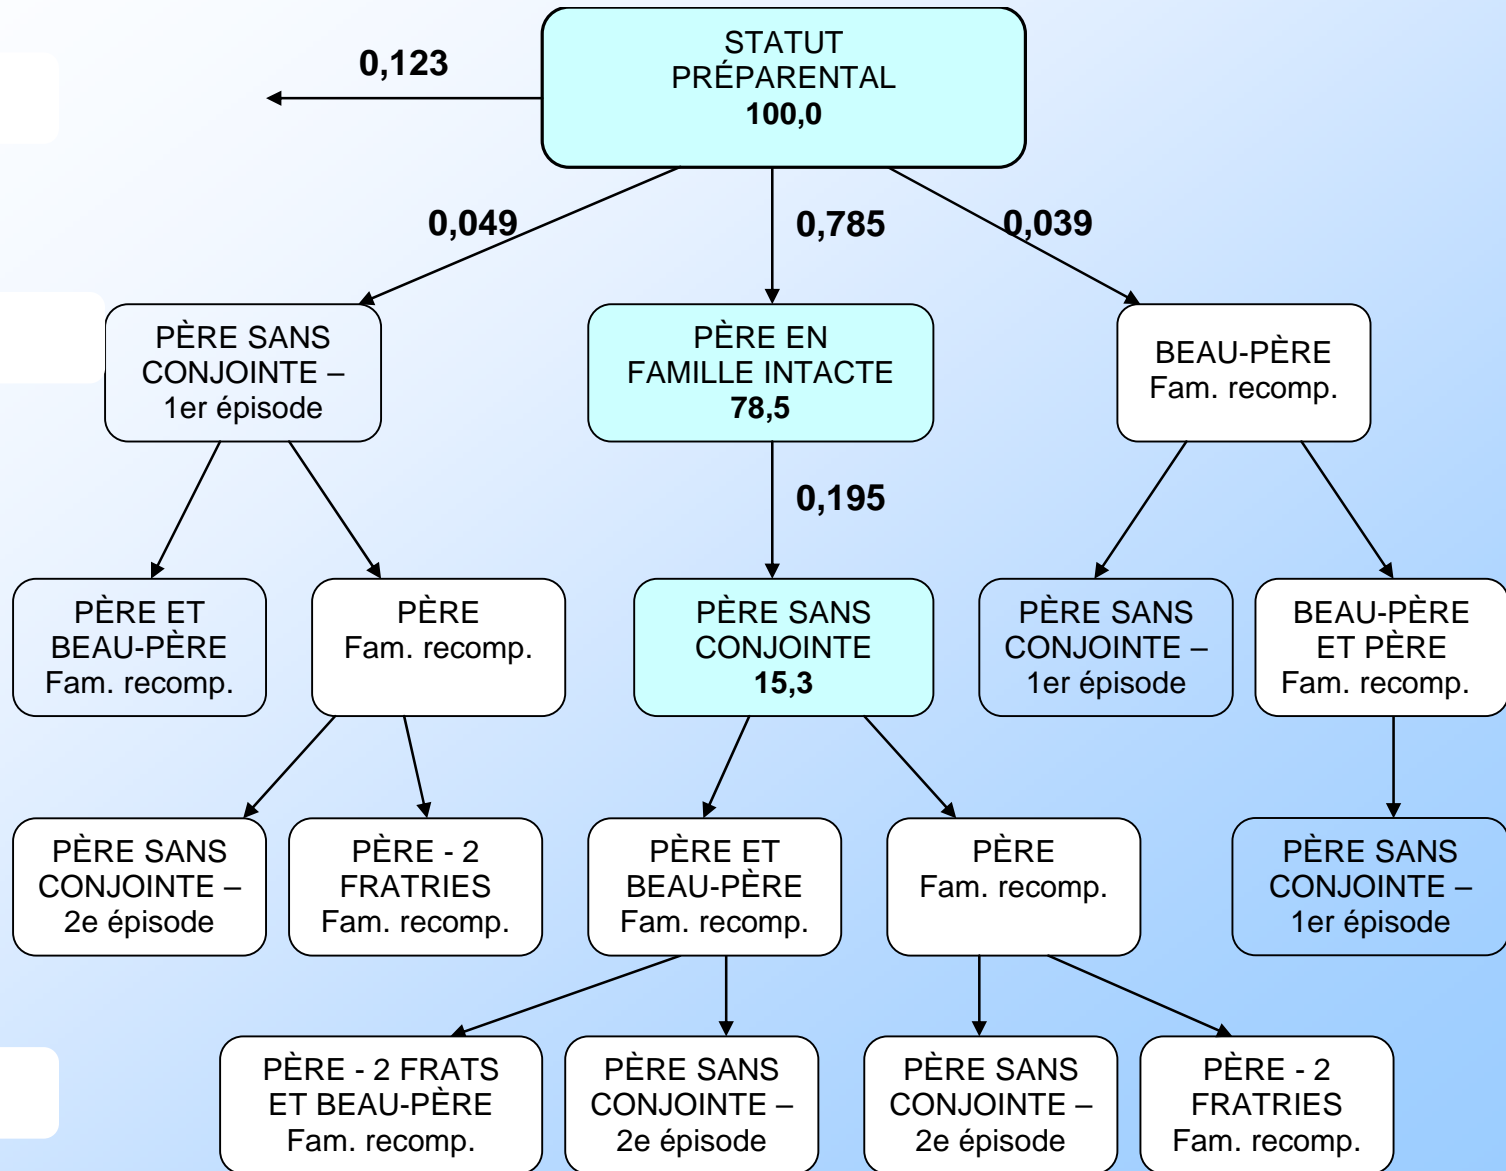 STATUT
PRÉPARENTAL
100,0
0,123
0,049
0,785
0,039
PÈRE SANS
CONJOINTE –
1er épisode
PÈRE EN
FAMILLE INTACTE
78,5
BEAU-PÈRE
Fam. recomp.
0,195
PÈRE ET
BEAU-PÈRE
Fam. recomp.
PÈRE
Fam. recomp.
PÈRE SANS
CONJOINTE
15,3
PÈRE SANS
CONJOINTE –
1er épisode
BEAU-PÈRE
ET PÈRE
Fam. recomp.
PÈRE SANS
CONJOINTE –
2e épisode
PÈRE - 2
FRATRIES
Fam. recomp.
PÈRE ET
BEAU-PÈRE
Fam. recomp.
PÈRE
Fam. recomp.
PÈRE SANS
CONJOINTE –
1er épisode
PÈRE - 2 FRATS
ET BEAU-PÈRE
Fam. recomp.
PÈRE SANS
CONJOINTE –
2e épisode
PÈRE SANS
CONJOINTE –
2e épisode
PÈRE - 2
FRATRIES
Fam. recomp.